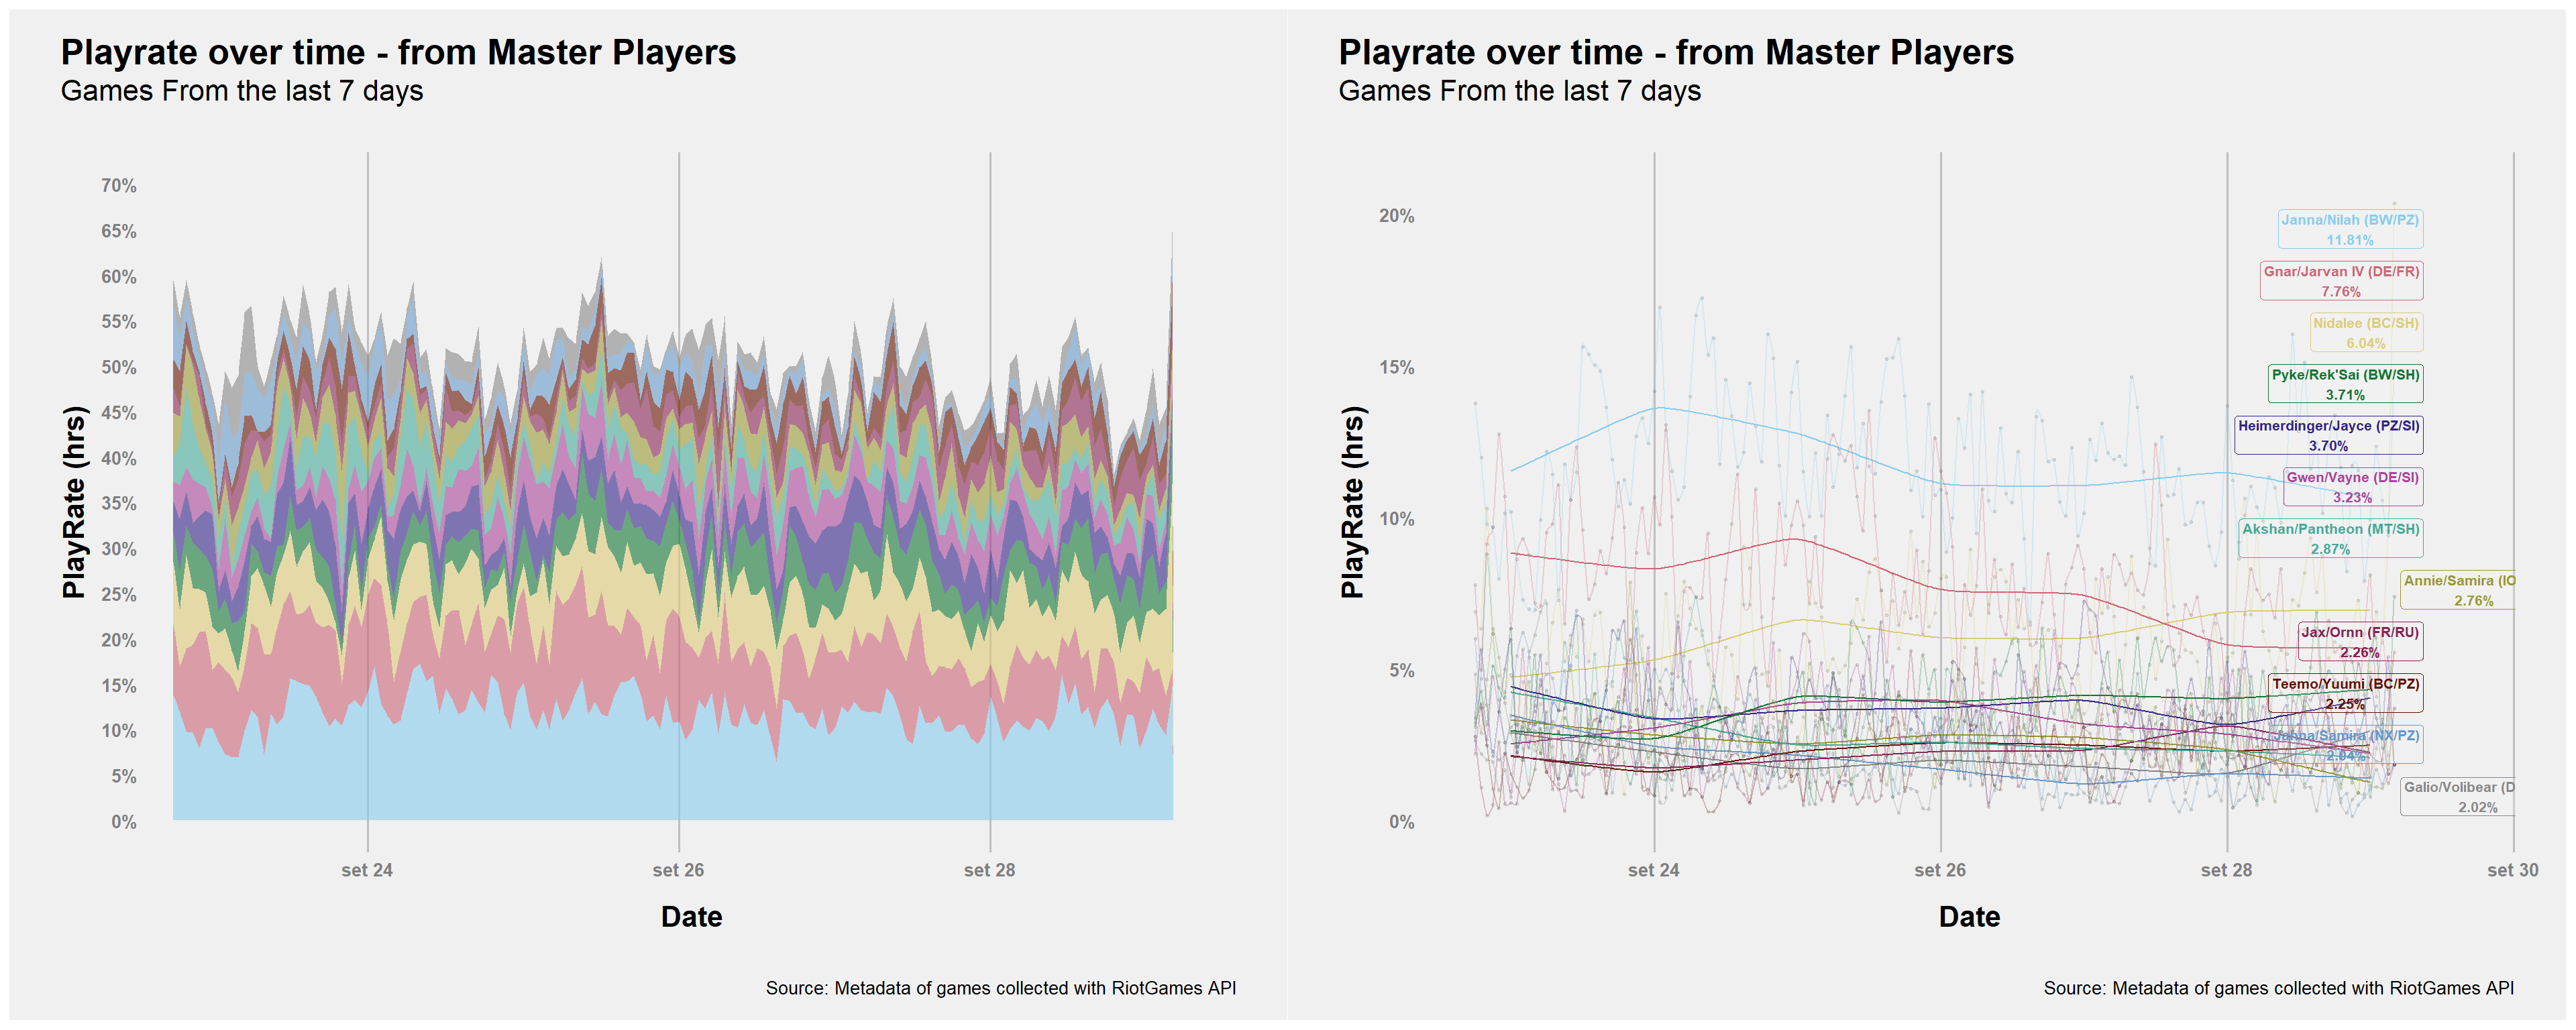 Playrate over time - from Master Players
Games From the last 7 days
PlayRate (hrs)
70%
65%
60%
55%
50%
45%
40%
35%
30%
25%
20%
15%
10%
5%
0%
set 24
set 26
set 28
Date
Source: Metadata of games collected with RiotGames API
Playrate over time - from Master Players
Games From the last 7 days
PlayRate (hrs)
20%
15%
10%
5%
0%
Janna/Nilah (BW/PZ)
11.81%
Gnar/Jarvan IV (DE/FR)
7.76%
Nidalee (BC/SH)
6.04%
Pyke/Rek'Sai (BW/SH)
3.71%
Heimerdinger/Jayce (PZ/SI)
3.70%
Gwen/Vayne (DE/SI)
3.23%
Akshan/Pantheon (MT/SH)
2.87%
Annie/Samira (IO
2.76%
Jax/Ornn (FR/RU)
2.26%
Teemo/Yuumi (BC/PZ)
2.25%
Janna/Samira (NX/PZ)
2.04%
Galio/Volibear (D
2.02%
set 24
set 26
set 28
set 30
Date
Source: Metadata of games collected with RiotGames API